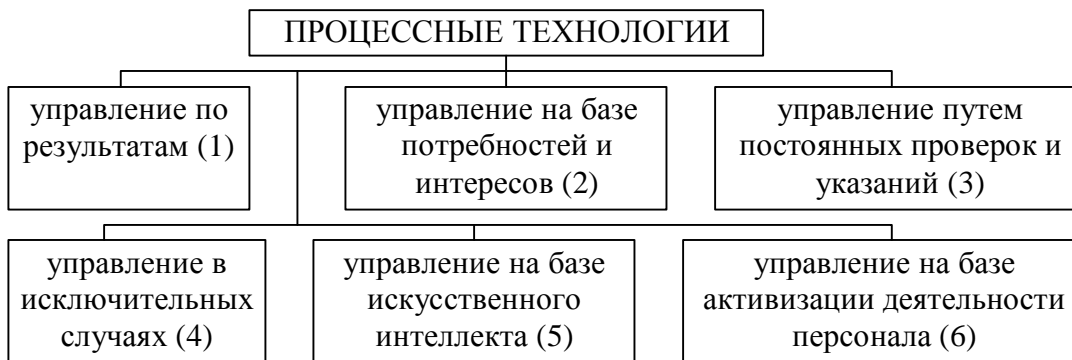 ПРОЦЕССНЫЕ ТЕХНОЛОГИИ
управление по
результатам (1)
управление на базе
потребностей и
интересов (2)
управление путем
постоянных проверок и
указаний (3)
управление в
исключительных
случаях (4)
управление на базе
искусственного
интеллекта (5)
управление на базе
активизации деятельности
персонала (6)